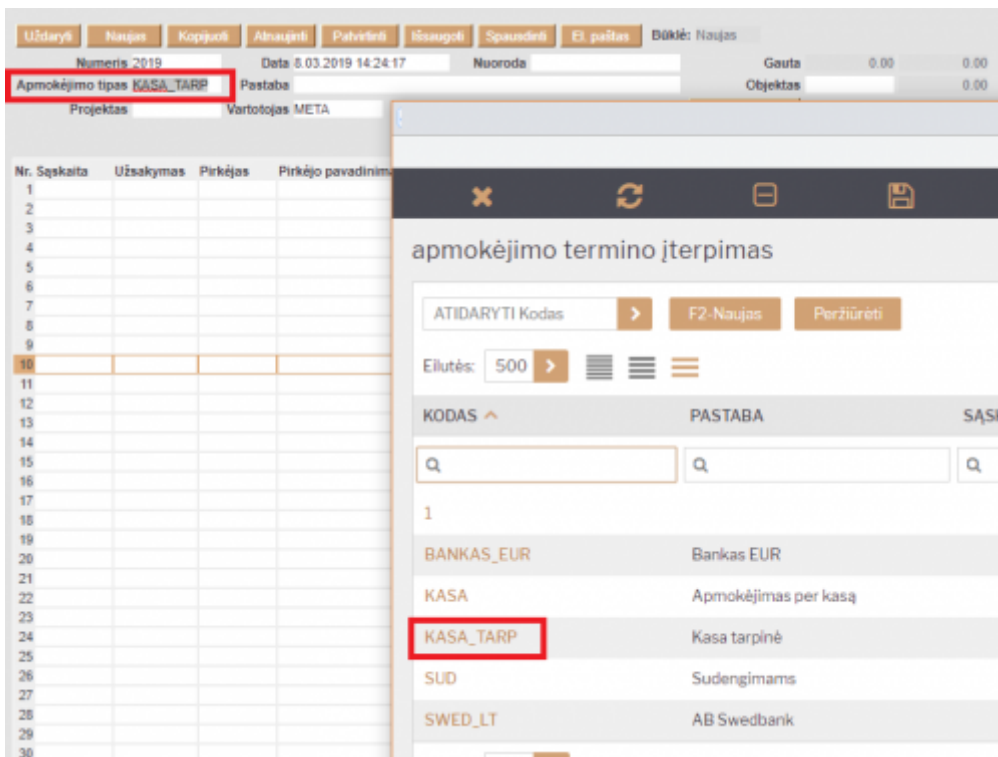 Uždaryti Naujas Kopijuoti Atnaujinti Patvirtinti Išsaugoti Spausdinti El. paštas Būklė: Naujas
Numeris 2019 Data 8.03.2019 14:24:17 Nuoroda Gauta 0.00 0.00
Apmokėjimo tipas KASA_TARP Pastaba Objektas 0.00
Projektas Vartotojas META
Nr. Sąskaita Užsakymas Pirkėjas Pirkėjo pavadinima
1
2
3
4
5
6
7
8
9
10
11
12
13
14
15
16
17
18
19
20
21
22
23
24
25
26
27
28
29
30
apmokėjimo termino įterpimas
ATIDARYTI Kodas F2-Naujas Peržiūrėti
Eilutės: 500
KODAS PASTABA SĄSK
1
BANKAS_EUR Bankas EUR
KASA Apmokėjimas per kasą
KASA_TARP Kasa tarpinė
SUD Sudengimams
SWED_LT AB Swedbank